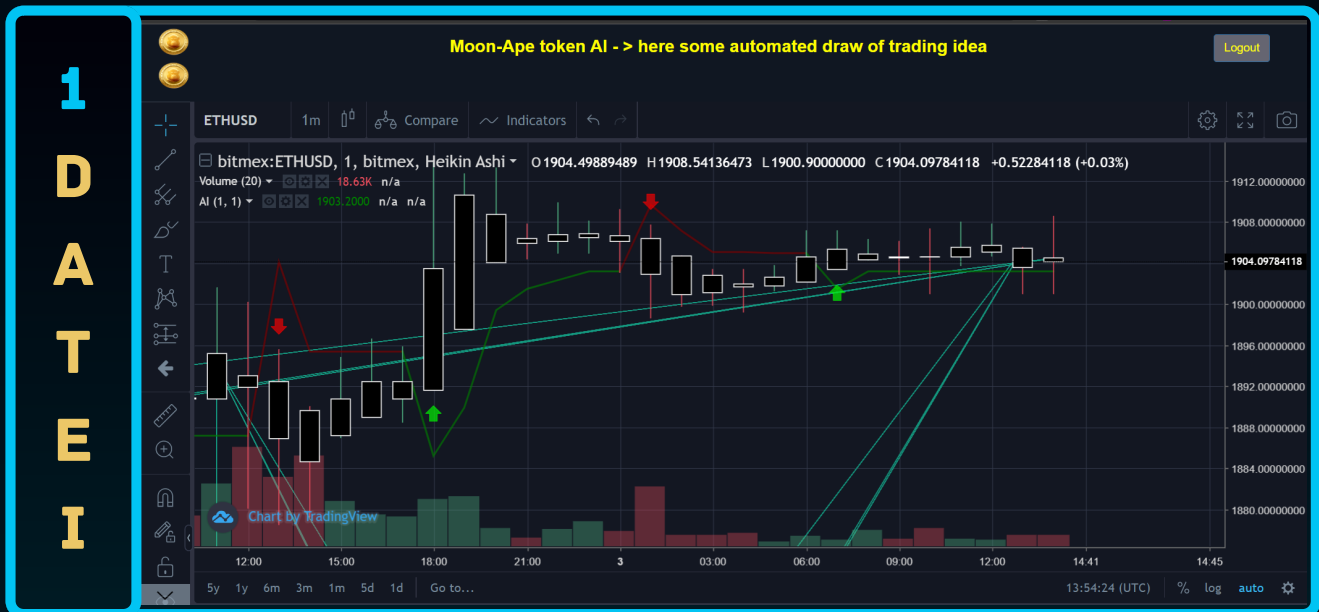 1
D
A
T
E
I
Moon-Ape token AI - > here some automated draw of trading idea
Logout
ETHUSD 1m Compare Indicators
bitmex:ETHUSD, 1, bitmex, Heikin Ashi O 1904.49889489 H 1908.54136473 L 1900.90000000 C 1904.09784118 +0.52284118 (+0.03%)
Volume (20) 18.63K n/a
AI (1, 1) 1903.2000 n/a n/a
1912.00000000
1908.00000000
1904.09784118
1900.00000000
1896.00000000
1892.00000000
1888.00000000
1884.00000000
1880.00000000
Chart by TradingView
12:00 15:00 18:00 21:00 3 03:00 06:00 09:00 12:00 14:41 14:45
5y 1y 6m 3m 1m 5d 1d Go to... 13:54:24 (UTC) % log auto